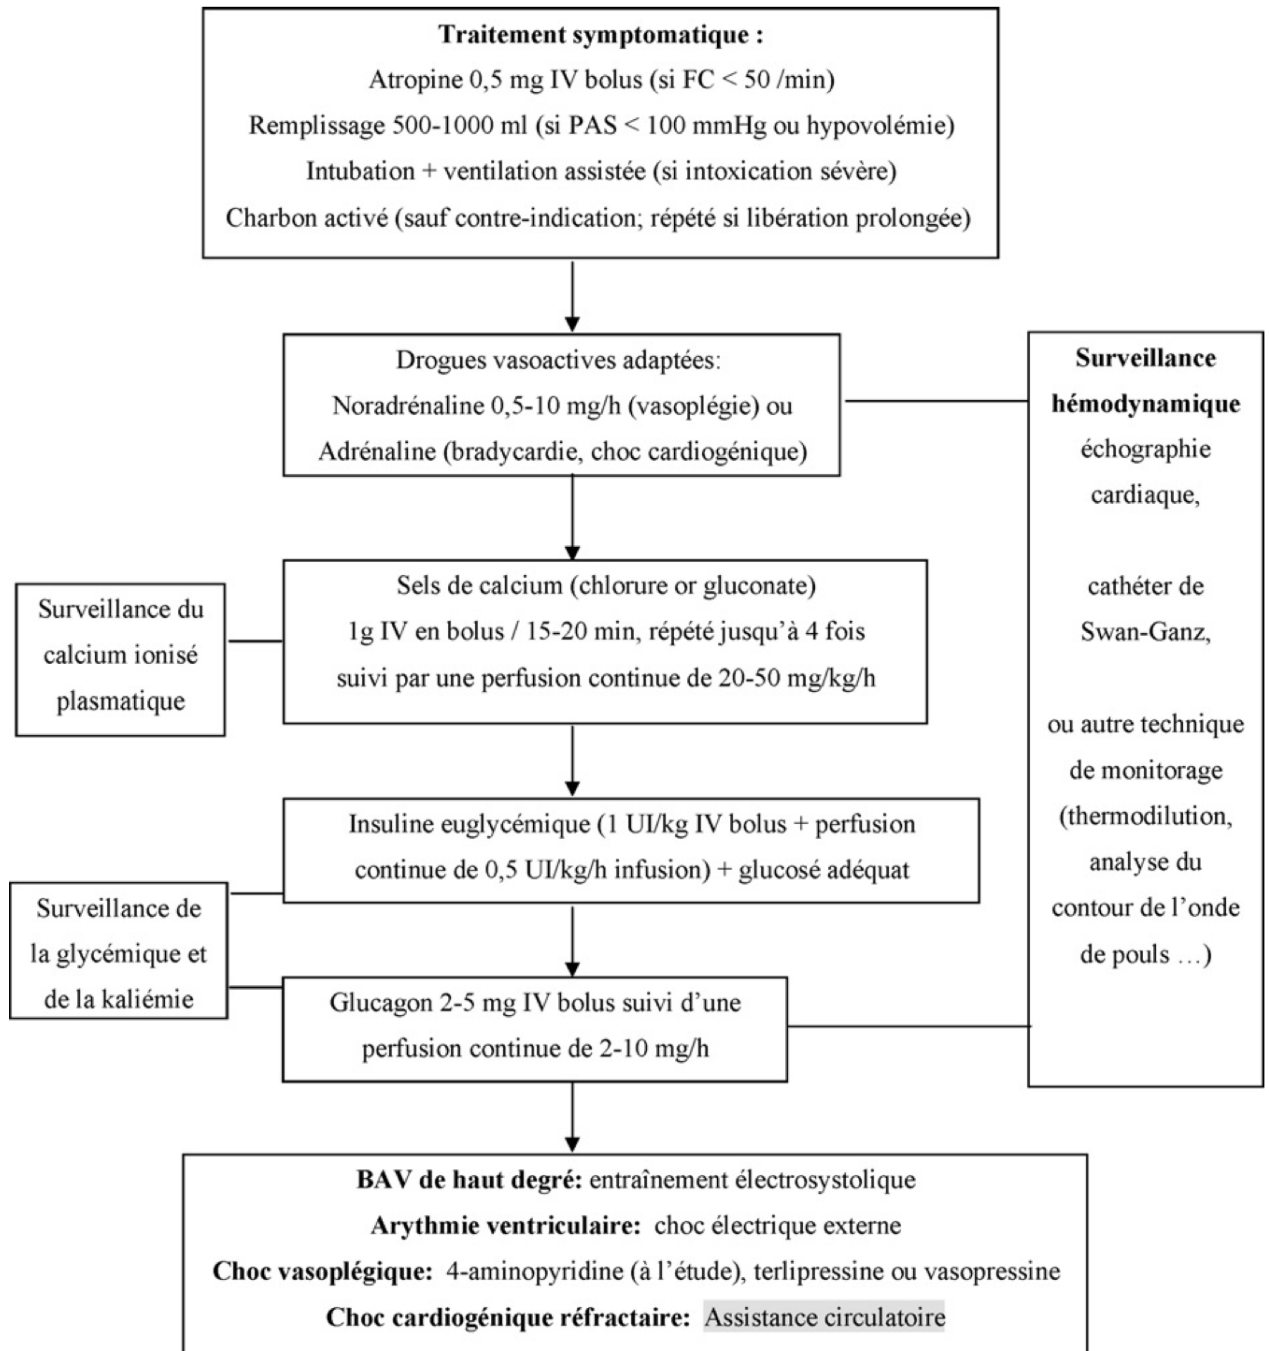 Traitement symptomatique :
Atropine 0,5 mg IV bolus (si FC < 50 /min)
Remplissage 500-1000 ml (si PAS < 100 mmHg ou hypovolémie)
Intubation + ventilation assistée (si intoxication sévère)
Charbon activé (sauf contre-indication; répété si libération prolongée)
Drogues vasoactives adaptées:
Noradrénaline 0,5-10 mg/h (vasoplégie) ou
Adrénaline (bradycardie, choc cardiogénique)
Surveillance
hémodynamique
échographie
cardiaque,
cathéter de
Swan-Ganz,
ou autre technique
de monitorage
(thermodilution,
analyse du
contour de l'onde
de pouls …)
Surveillance du
calcium ionisé
plasmatique
Sels de calcium (chlorure or gluconate)
1g IV en bolus / 15-20 min, répété jusqu'à 4 fois
suivi par une perfusion continue de 20-50 mg/kg/h
Insuline euglycémique (1 UI/kg IV bolus + perfusion
continue de 0,5 UI/kg/h infusion) + glucosé adéquat
Surveillance de
la glycémique et
de la kaliémie
Glucagon 2-5 mg IV bolus suivi d'une
perfusion continue de 2-10 mg/h
BAV de haut degré: entraînement électrosystolique
Arythmie ventriculaire: choc électrique externe
Choc vasoplégique: 4-aminopyridine (à l'étude), terlipressine ou vasopressine
Choc cardiogénique réfractaire: Assistance circulatoire